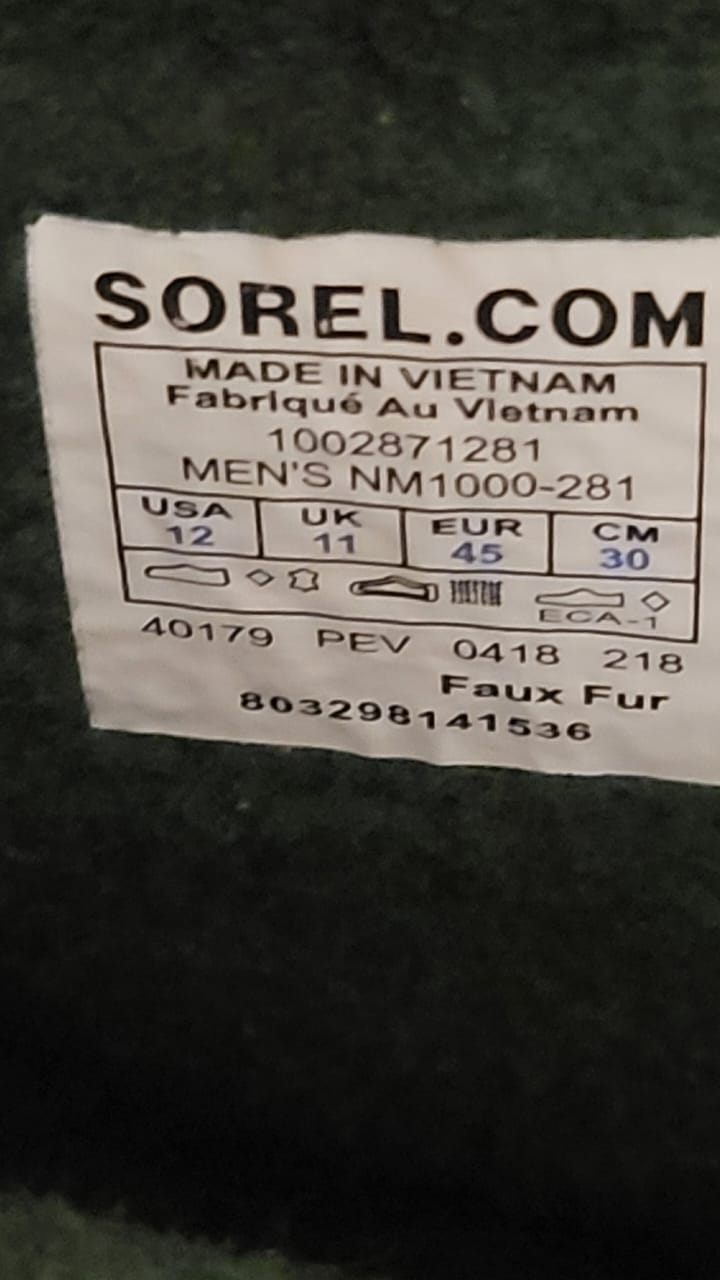 SOREL.COM
MADE IN VIETNAM
Fabriqué Au Vietnam
1002871281
MEN'S NM1000-281
USA UK EUR CM
12 11 45 30
ECA-1
40179 PEV 0418 218
Faux Fur
803298141536